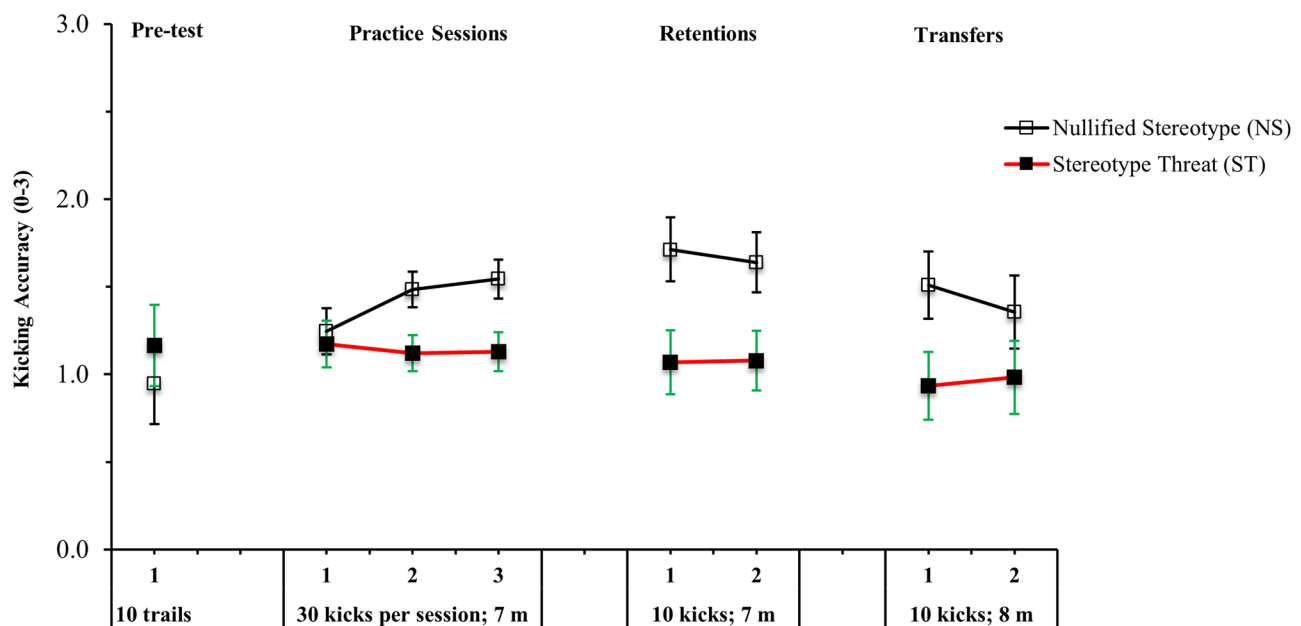 Pre-test Practice Sessions Retentions Transfers
3.0
2.0
1.0
0.0
Kicking Accuracy (0-3)
Nullified Stereotype (NS)
Stereotype Threat (ST)
1 1 2 3 1 2 1 2
10 trails 30 kicks per session; 7 m 10 kicks; 7 m 10 kicks; 8 m